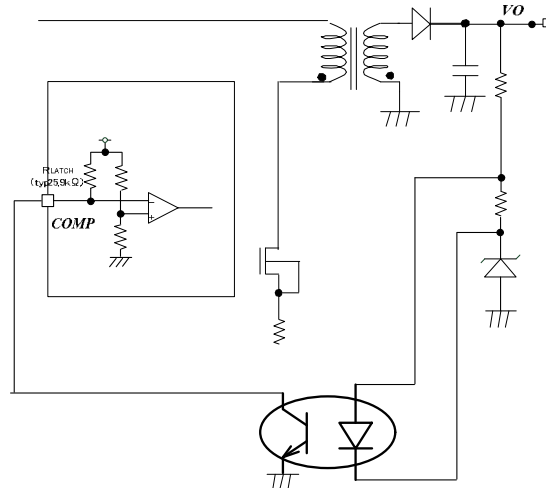 VO
RLATCH
(typ25.9kΩ)
COMP
-
+